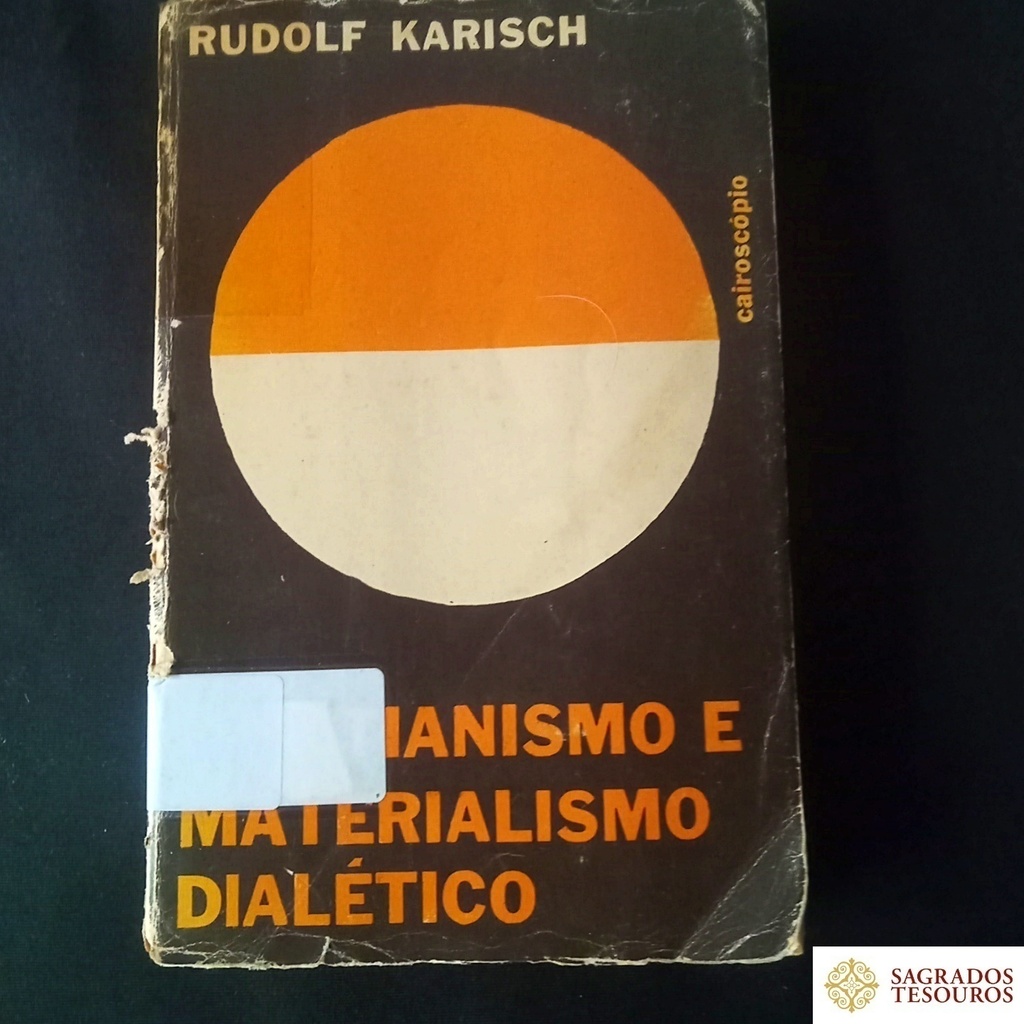 RUDOLF KARISCH
cairoscópio
IANISMO E
MATERIALISMO
DIALÉTICO
SAGRADOS
TESOUROS